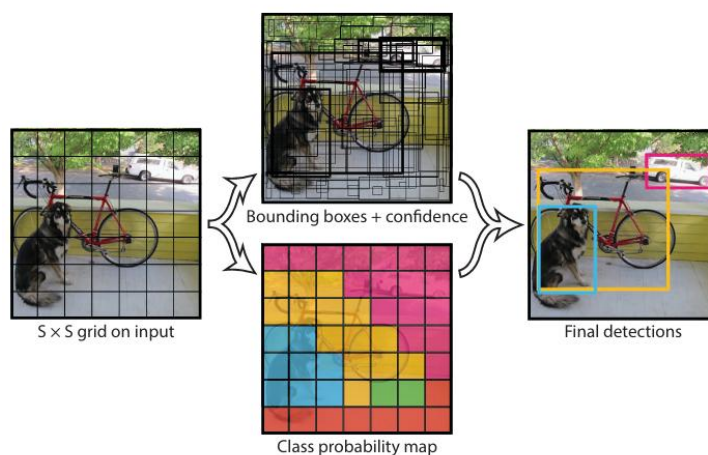 Bounding boxes + confidence
S × S grid on input
Final detections
Class probability map